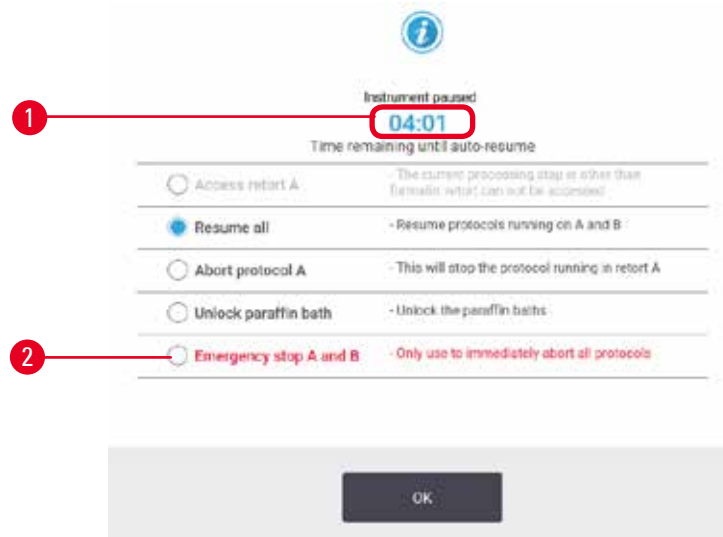 i
Instrument paused
1
04:01
Time remaining until auto-resume
Access retort A - The current processing step is other than
formalin retort can not be accessed
Resume all - Resume protocols running on A and B
Abort protocol A - This will stop the protocol running in retort A
Unlock paraffin bath - Unlock the paraffin baths
2 Emergency stop A and B - Only use to immediately abort all protocols
OK